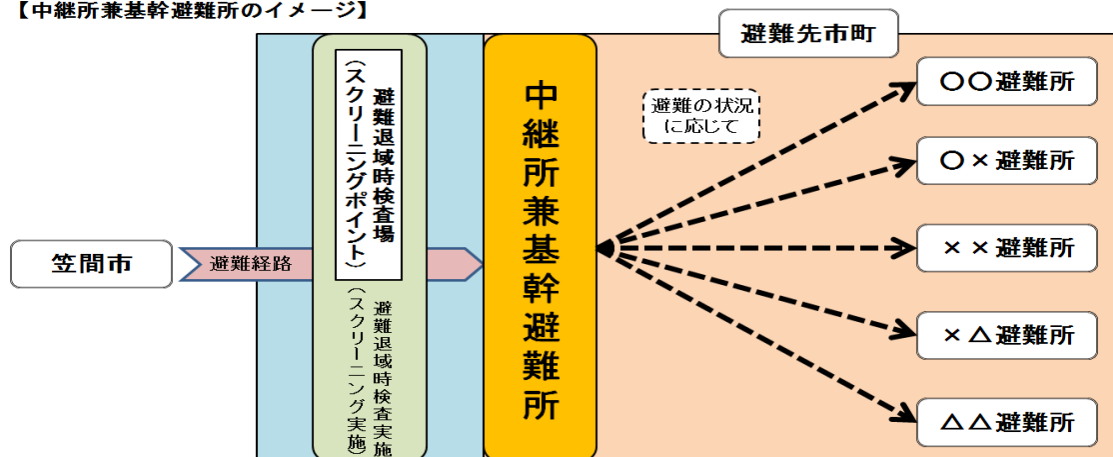 【中継所兼基幹避難所のイメージ】
避難先市町
笠間市
避難経路
避難退域時検査場
（スクリーニングポイント）
避難退域時検査実施
（スクリーニング実施）
中継所兼基幹避難所
避難の状況
に応じて
〇〇避難所
〇×避難所
××避難所
×△避難所
△△避難所